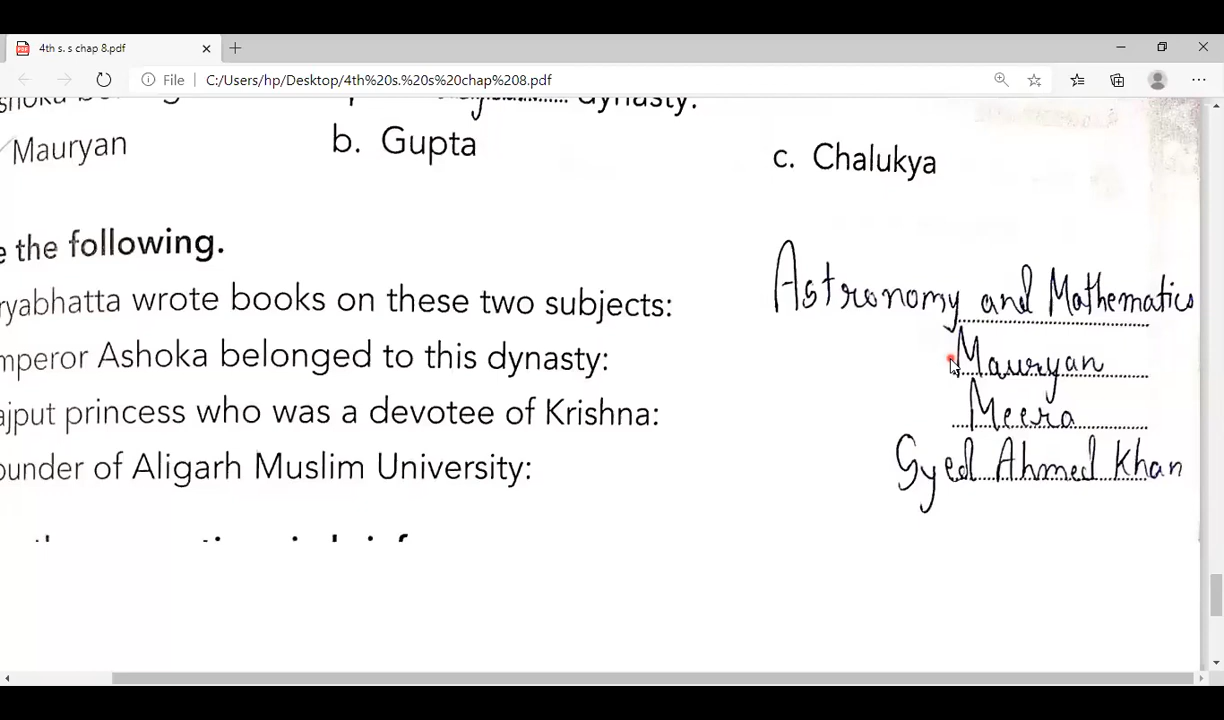 4th s. s chap 8.pdf
File C:/Users/hp/Desktop/4th%20s.%20s%20chap%208.pdf
dynasty.
Mauryan b. Gupta c. Chalukya
e the following.
ryabhatta wrote books on these two subjects: Astronomy and Mathematics
mperor Ashoka belonged to this dynasty: Mauryan
ajput princess who was a devotee of Krishna: Meera
ounder of Aligarh Muslim University: Syed Ahmed Khan